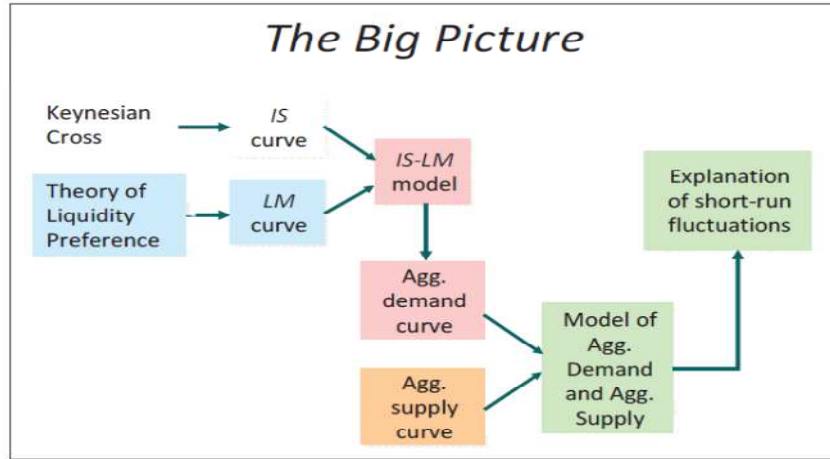 The Big Picture
Keynesian
Cross
IS
curve
IS-LM
model
Theory of
Liquidity
Preference
LM
curve
Explanation
of short-run
fluctuations
Agg.
demand
curve
Model of
Agg.
Demand
and Agg.
Supply
Agg.
supply
curve